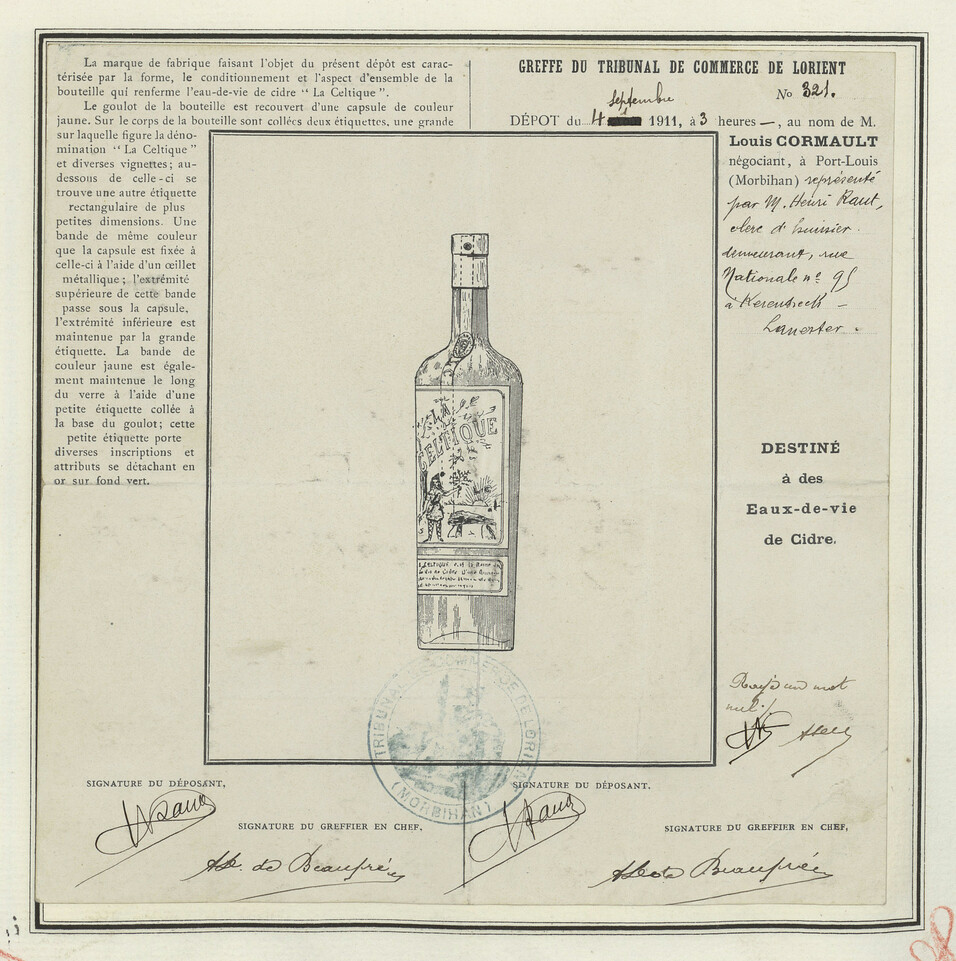 La marque de fabrique faisant l'objet du présent dépôt est carac-
térisée par la forme, le conditionnement et l'aspect d'ensemble de la
bouteille qui renferme l'eau-de-vie de cidre “ La Celtique ”.
Le goulot de la bouteille est recouvert d'une capsule de couleur
jaune. Sur le corps de la bouteille sont collées deux étiquettes, une grande
sur laquelle figure la déno-
mination “ La Celtique ”
et diverses vignettes; au-
dessous de celle-ci se
trouve une autre étiquette
rectangulaire de plus
petites dimensions. Une
bande de même couleur
que la capsule est fixée à
celle-ci à l'aide d'un œillet
métallique; l'extrémité
supérieure de cette bande
passe sous la capsule,
l'extrémité inférieure est
maintenue par la grande
étiquette. La bande de
couleur jaune est égale-
ment maintenue le long
du verre à l'aide d'une
petite étiquette collée à
la base du goulot; cette
petite étiquette porte
diverses inscriptions et
attributs se détachant en
or sur fond vert.
GREFFE DU TRIBUNAL DE COMMERCE DE LORIENT
No 321.
septembre
DÉPOT du 4 1911, à 3 heures —, au nom de M.
Louis CORMAULT
négociant, à Port-Louis
(Morbihan) représenté
par M. Henri Raut,
clerc d'huissier
demeurant, rue
Nationale nº 95
à Kerentrech -
Lanester.
DESTINÉ
à des
Eaux-de-vie
de Cidre.
LA
CELTIQUE
Rayé un mot
nul.
TRIBUNAL DE COMMERCE DE LORIENT
(MORBIHAN)
SIGNATURE DU DÉPOSANT,
SIGNATURE DU GREFFIER EN CHEF,
de Beaufré
SIGNATURE DU DÉPOSANT.
SIGNATURE DU GREFFIER EN CHEF,
Beaufré